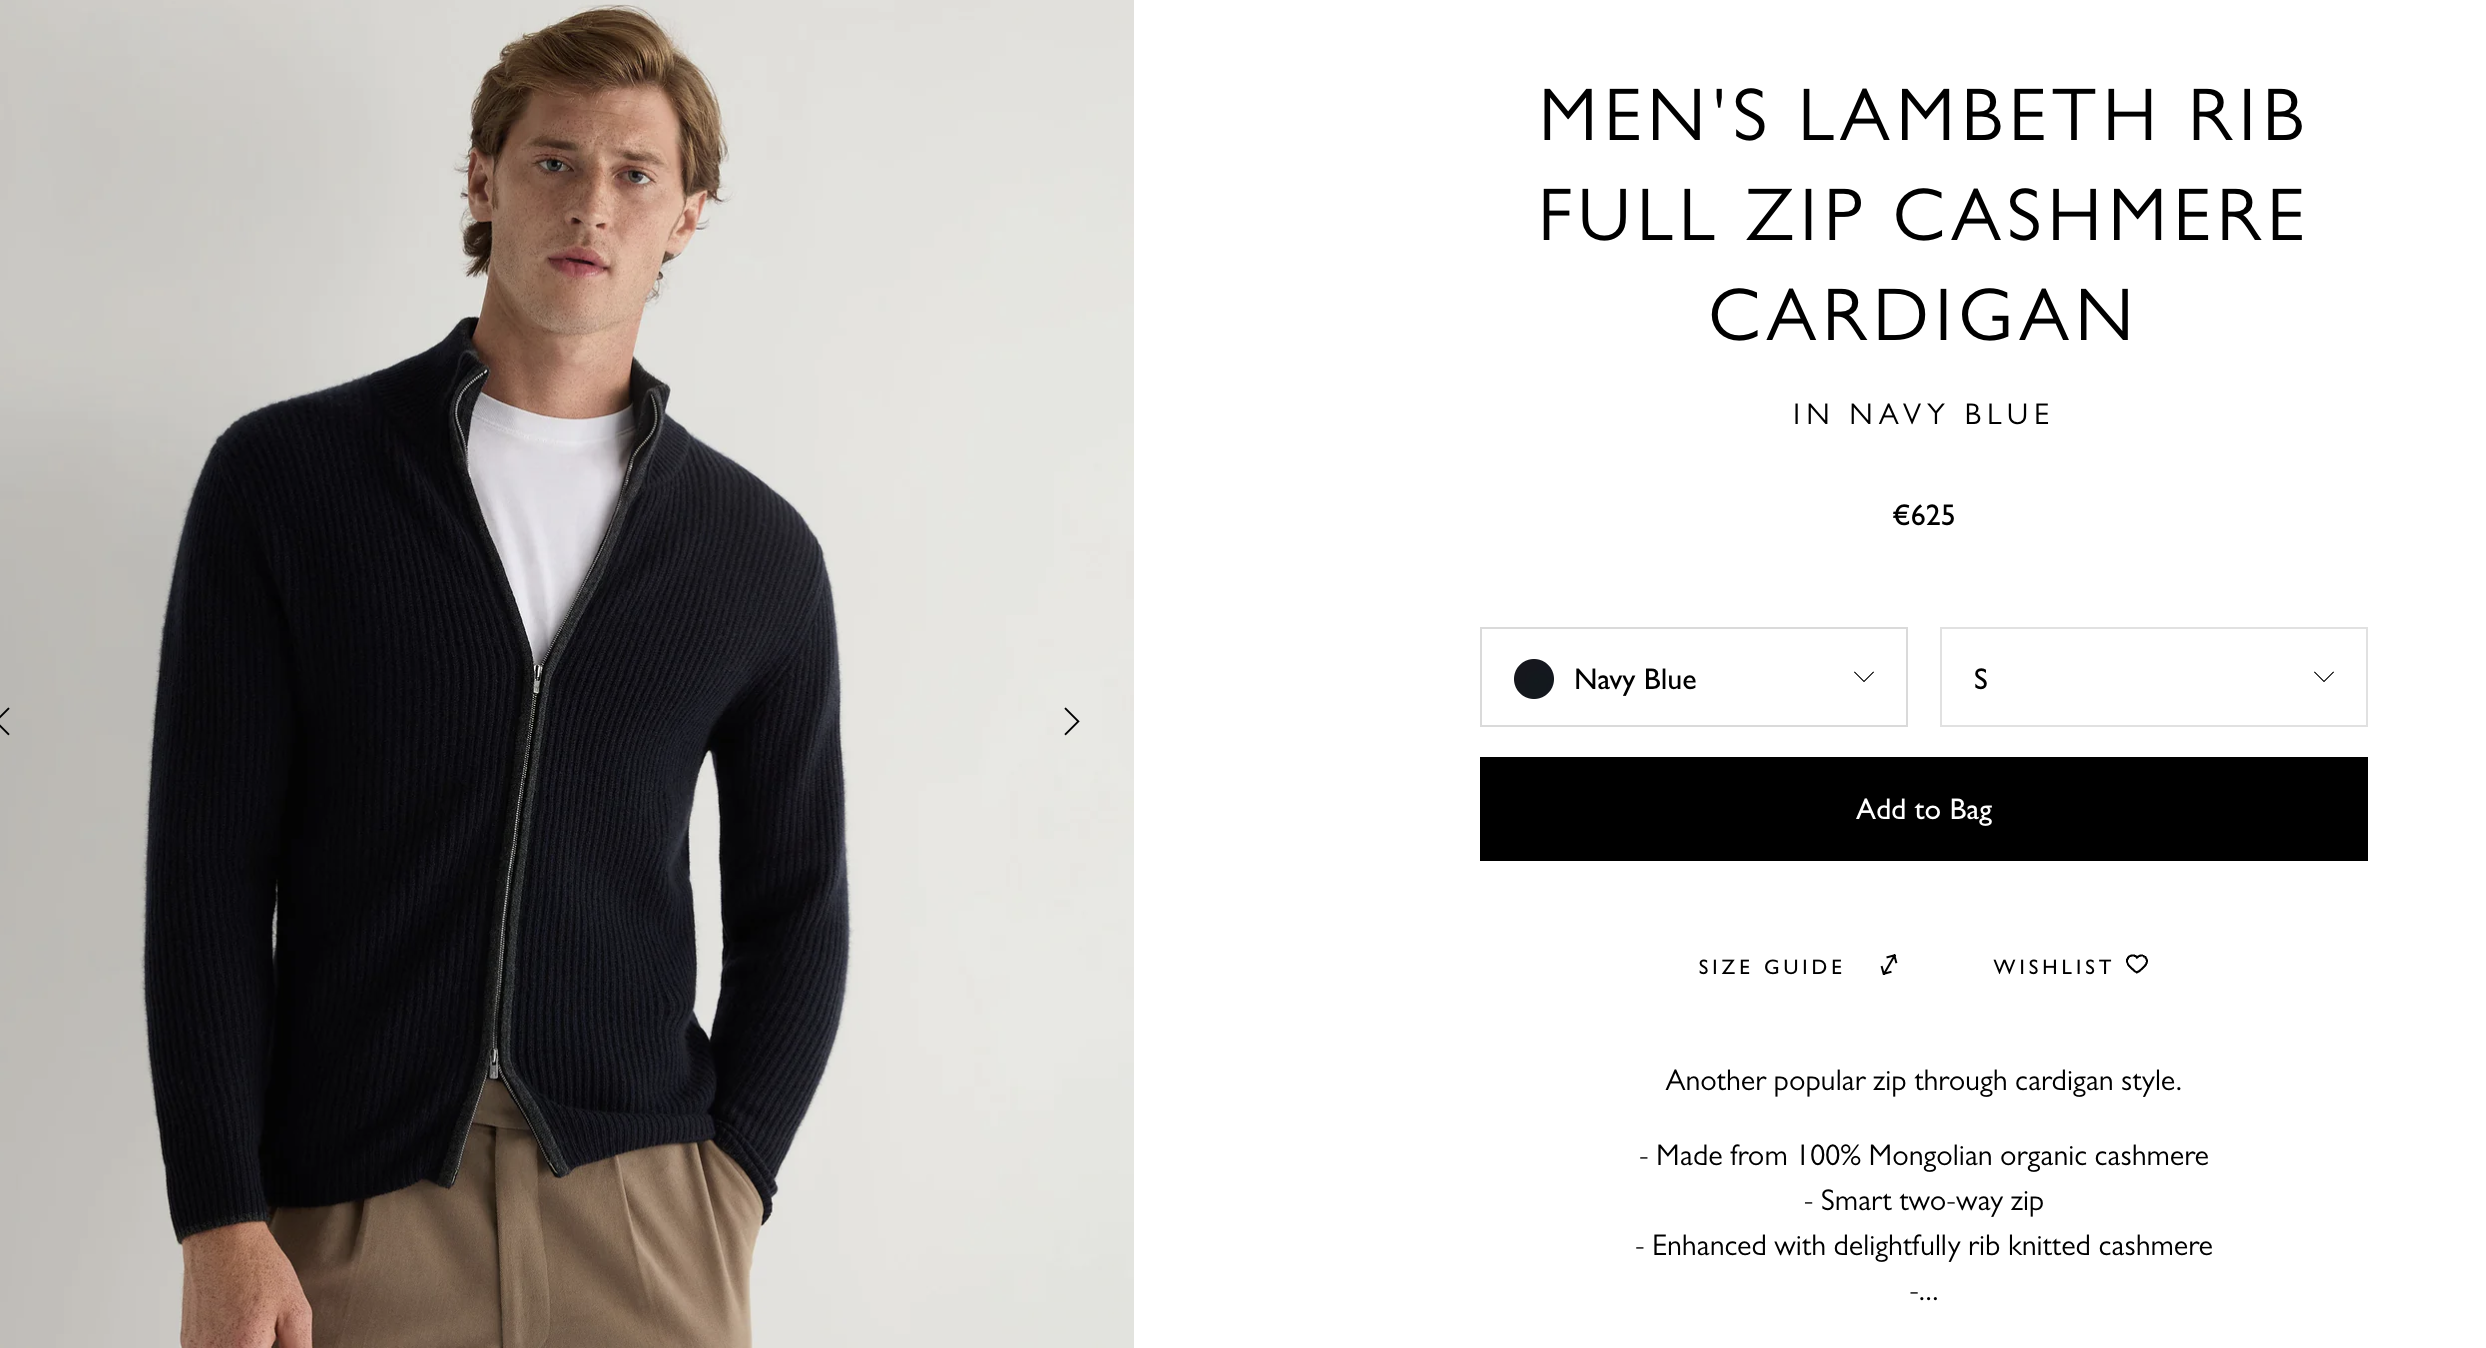 MEN'S LAMBETH RIB
FULL ZIP CASHMERE
CARDIGAN
IN NAVY BLUE
€625
Navy Blue
S
Add to Bag
SIZE GUIDE
WISHLIST
Another popular zip through cardigan style.
- Made from 100% Mongolian organic cashmere
- Smart two-way zip
- Enhanced with delightfully rib knitted cashmere
-...